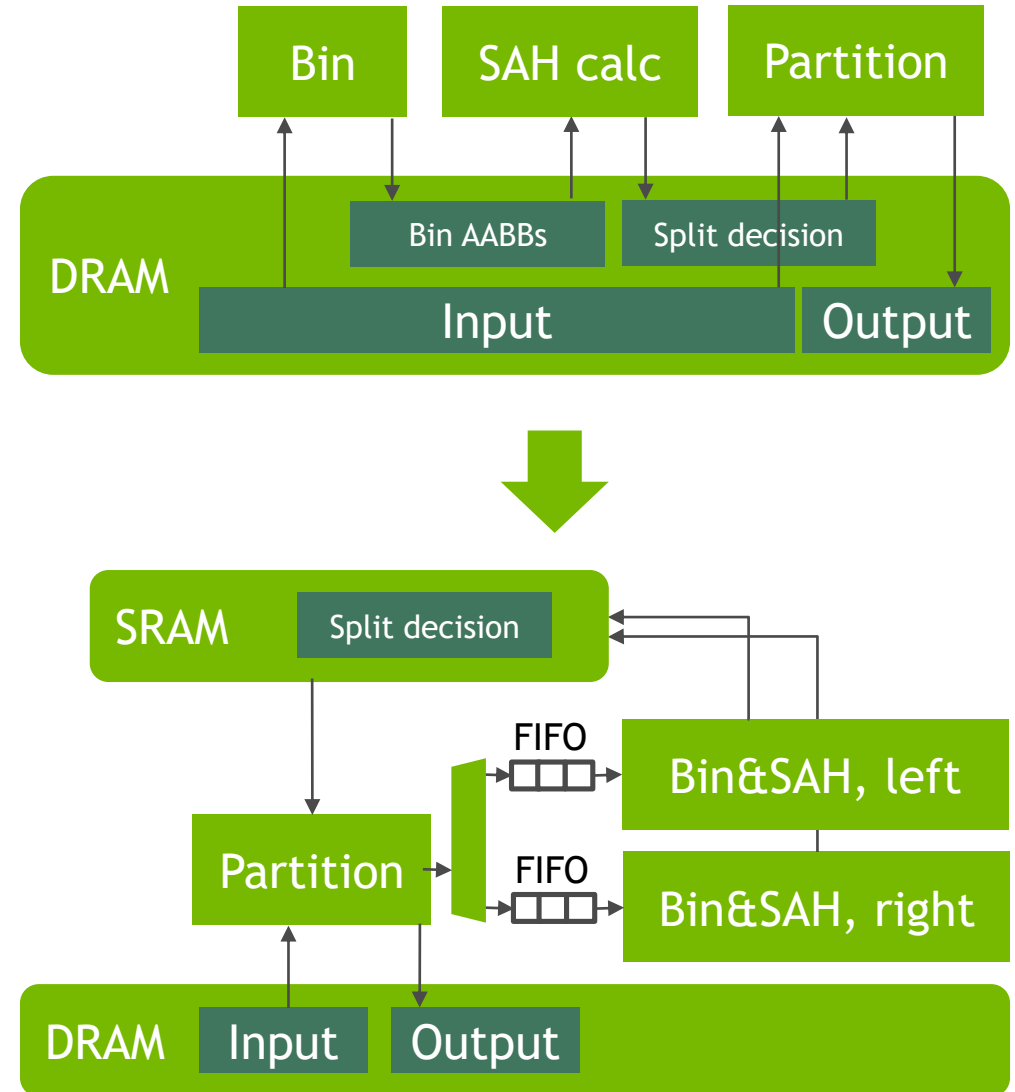 Bin
SAH calc
Partition
Bin AABBs
Split decision
DRAM
Input
Output
SRAM
Split decision
FIFO
Bin&SAH, left
Partition
FIFO
Bin&SAH, right
DRAM
Input
Output